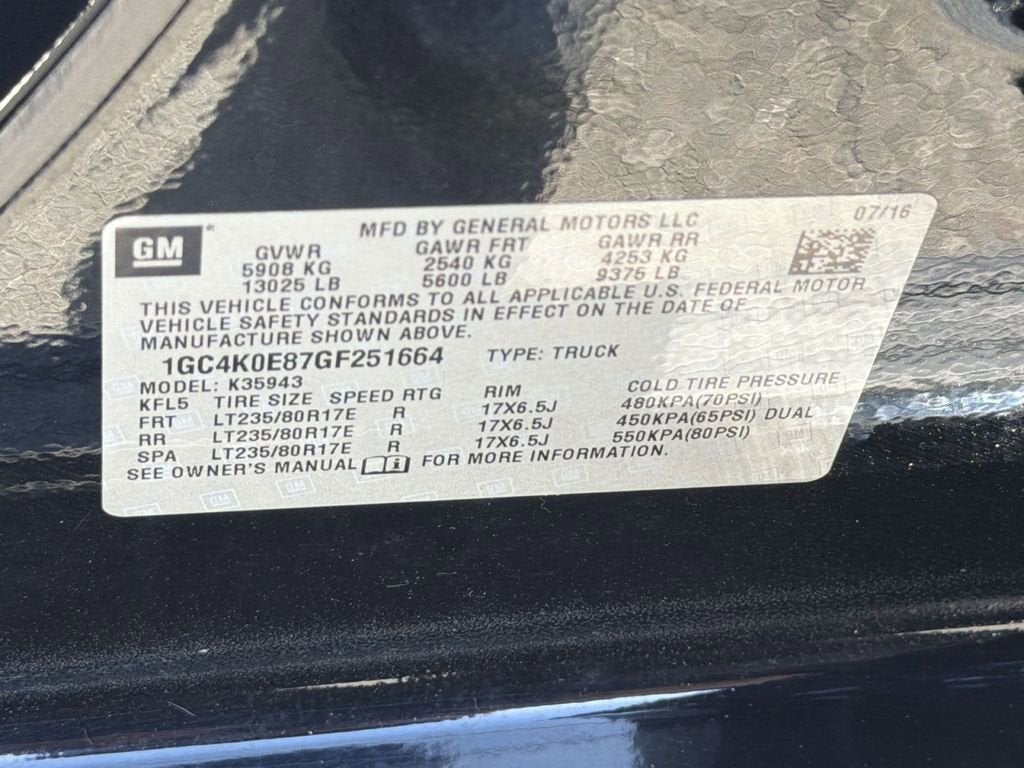 GM
MFD BY GENERAL MOTORS LLC 07/16
GVWR GAWR FRT GAWR RR
5908 KG 2540 KG 4253 KG
13025 LB 5600 LB 9375 LB
THIS VEHICLE CONFORMS TO ALL APPLICABLE U.S. FEDERAL MOTOR
VEHICLE SAFETY STANDARDS IN EFFECT ON THE DATE OF
MANUFACTURE SHOWN ABOVE.
1GC4K0E87GF251664 TYPE: TRUCK
MODEL: K35943
KFL5 TIRE SIZE SPEED RTG RIM COLD TIRE PRESSURE
FRT LT235/80R17E R 17X6.5J 480KPA(70PSI)
RR LT235/80R17E R 17X6.5J 450KPA(65PSI) DUAL
SPA LT235/80R17E R 17X6.5J 550KPA(80PSI)
SEE OWNER'S MANUAL FOR MORE INFORMATION.